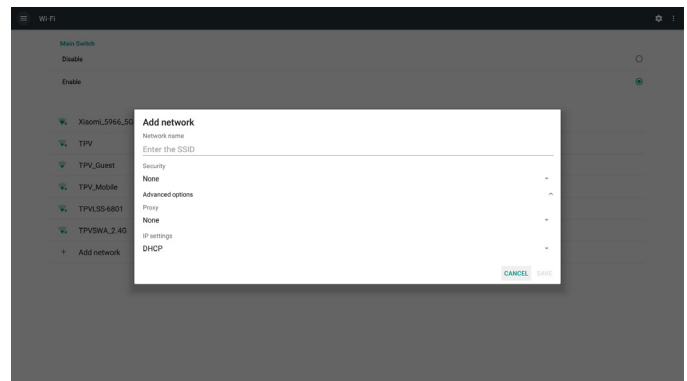 Wi-Fi
Main Switch
Disable
Enable
Xiaomi_5966_5G
TPV
TPV_Guest
TPV_Mobile
TPVLSS-6801
TPVSWA_2.4G
Add network
Add network
Network name
Enter the SSID
Security
None
Advanced options
Proxy
None
IP settings
DHCP
CANCEL SAVE